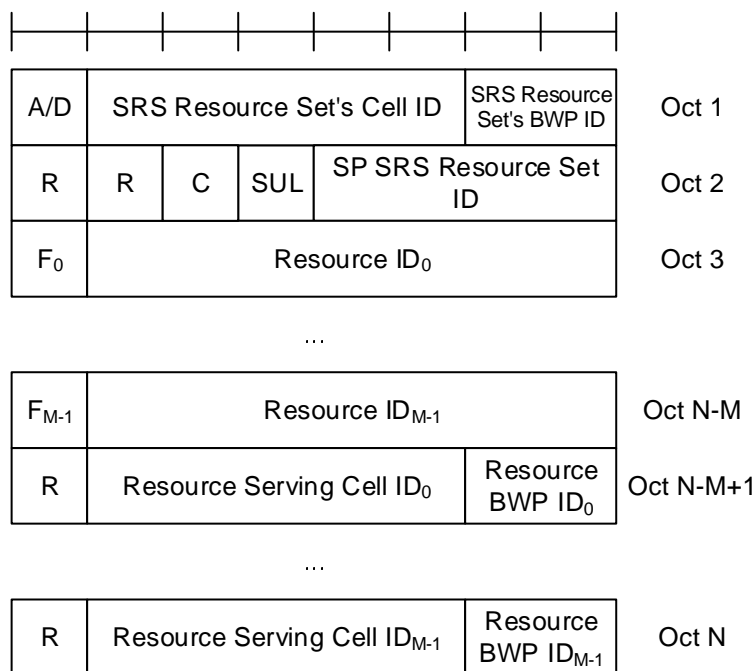 A/D SRS Resource Set's Cell ID SRS Resource Set's BWP ID Oct 1
R R C SUL SP SRS Resource Set ID Oct 2
F0 Resource ID0 Oct 3
...
FM-1 Resource IDM-1 Oct N-M
R Resource Serving Cell ID0 Resource BWP ID0 Oct N-M+1
...
R Resource Serving Cell IDM-1 Resource BWP IDM-1 Oct N